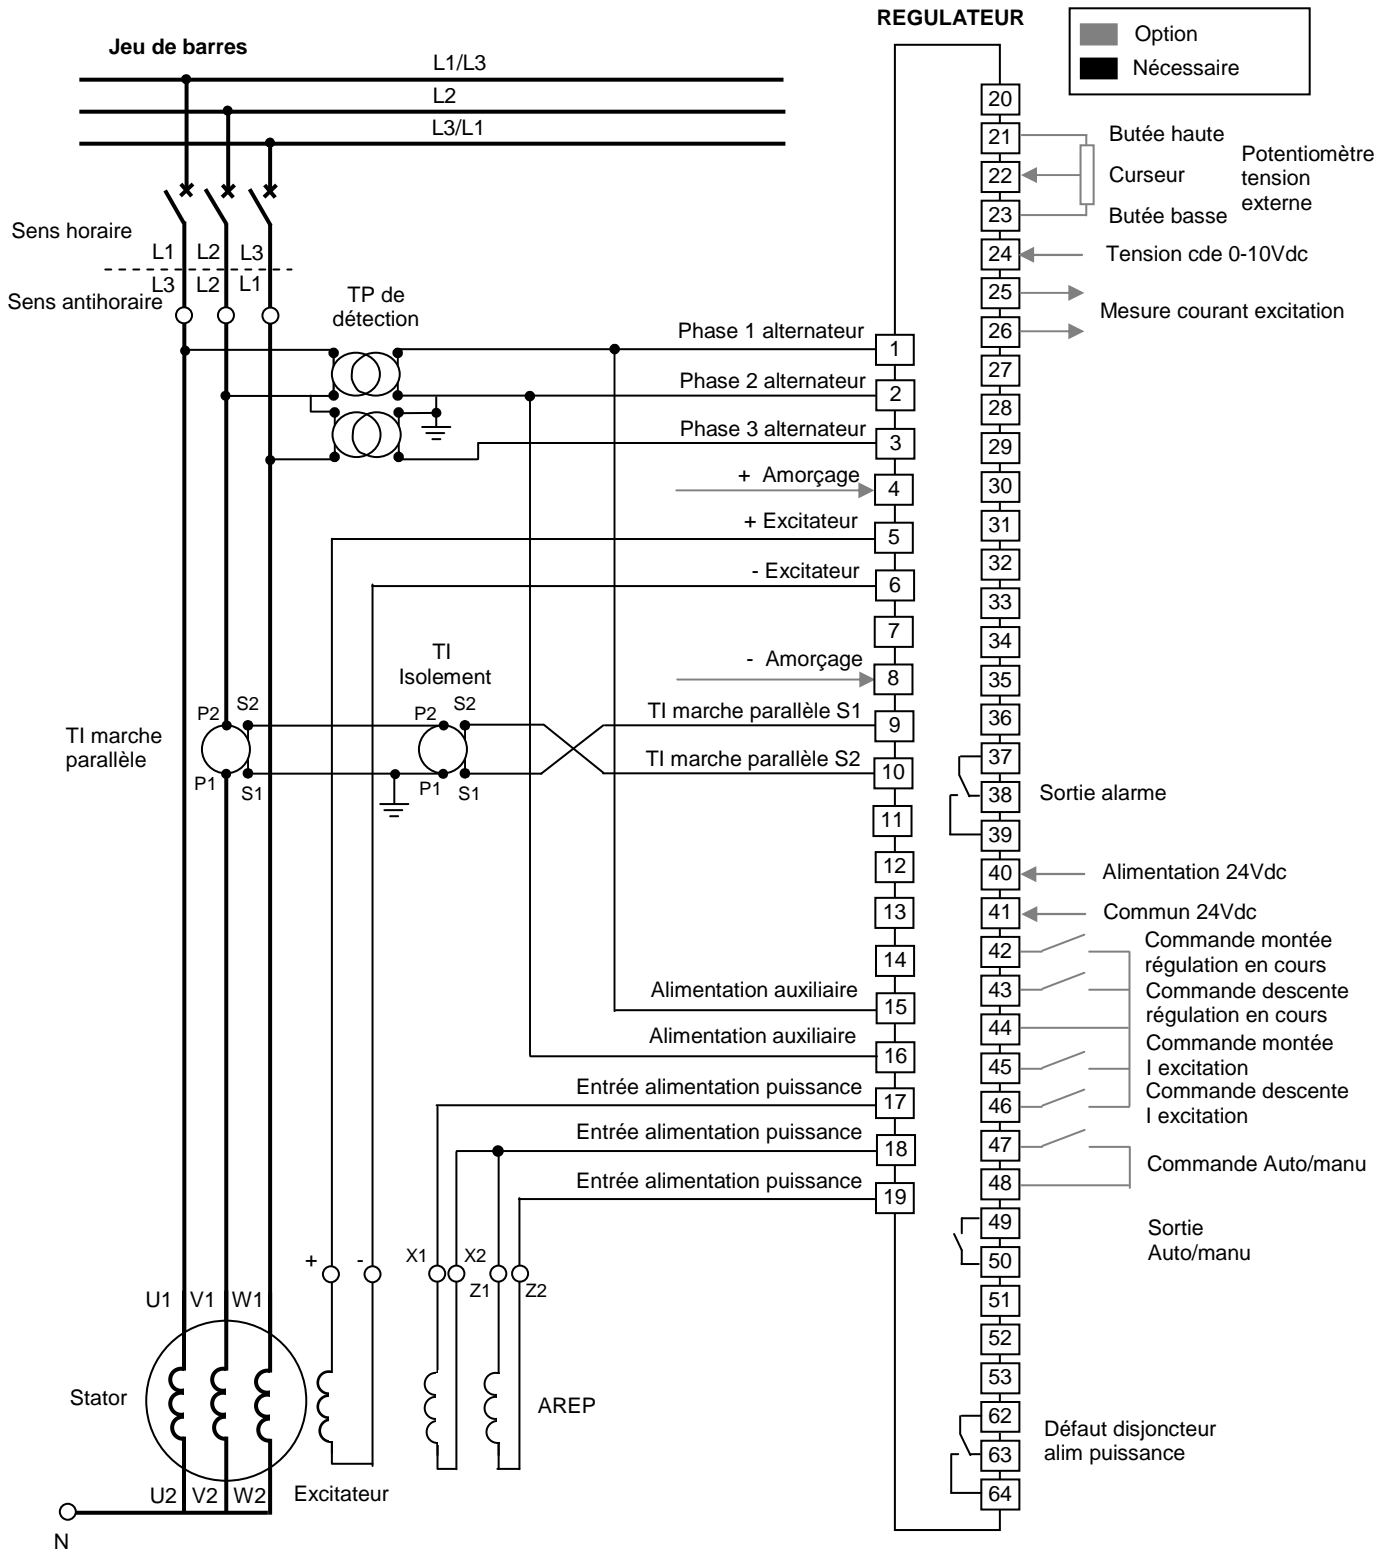 REGULATEUR
Option
Nécessaire
Jeu de barres
L1/L3
L2
L3/L1
Sens horaire
L1 L2 L3
L3 L2 L1
Sens antihoraire
TP de
détection
Phase 1 alternateur
1
Phase 2 alternateur
2
Phase 3 alternateur
3
+ Amorçage
4
+ Excitateur
5
- Excitateur
6
7
- Amorçage
8
TI
Isolement
P2 S2
P2 S2
TI marche
parallèle
P1 S1
P1 S1
TI marche parallèle S1
9
TI marche parallèle S2
10
11
12
13
14
Alimentation auxiliaire
15
Alimentation auxiliaire
16
Entrée alimentation puissance
17
Entrée alimentation puissance
18
Entrée alimentation puissance
19
+ -
X1 X2
Z1 Z2
U1 V1 W1
Stator
AREP
U2 V2 W2
Excitateur
N
20
21
Butée haute
22
Curseur
23
Butée basse
Potentiomètre
tension
externe
24
Tension cde 0-10Vdc
25
26
Mesure courant excitation
27
28
29
30
31
32
33
34
35
36
37
38
Sortie alarme
39
40
Alimentation 24Vdc
41
Commun 24Vdc
42
Commande montée
régulation en cours
43
Commande descente
régulation en cours
44
45
Commande montée
I excitation
46
Commande descente
I excitation
47
48
Commande Auto/manu
49
50
Sortie
Auto/manu
51
52
53
62
63
64
Défaut disjoncteur
alim puissance